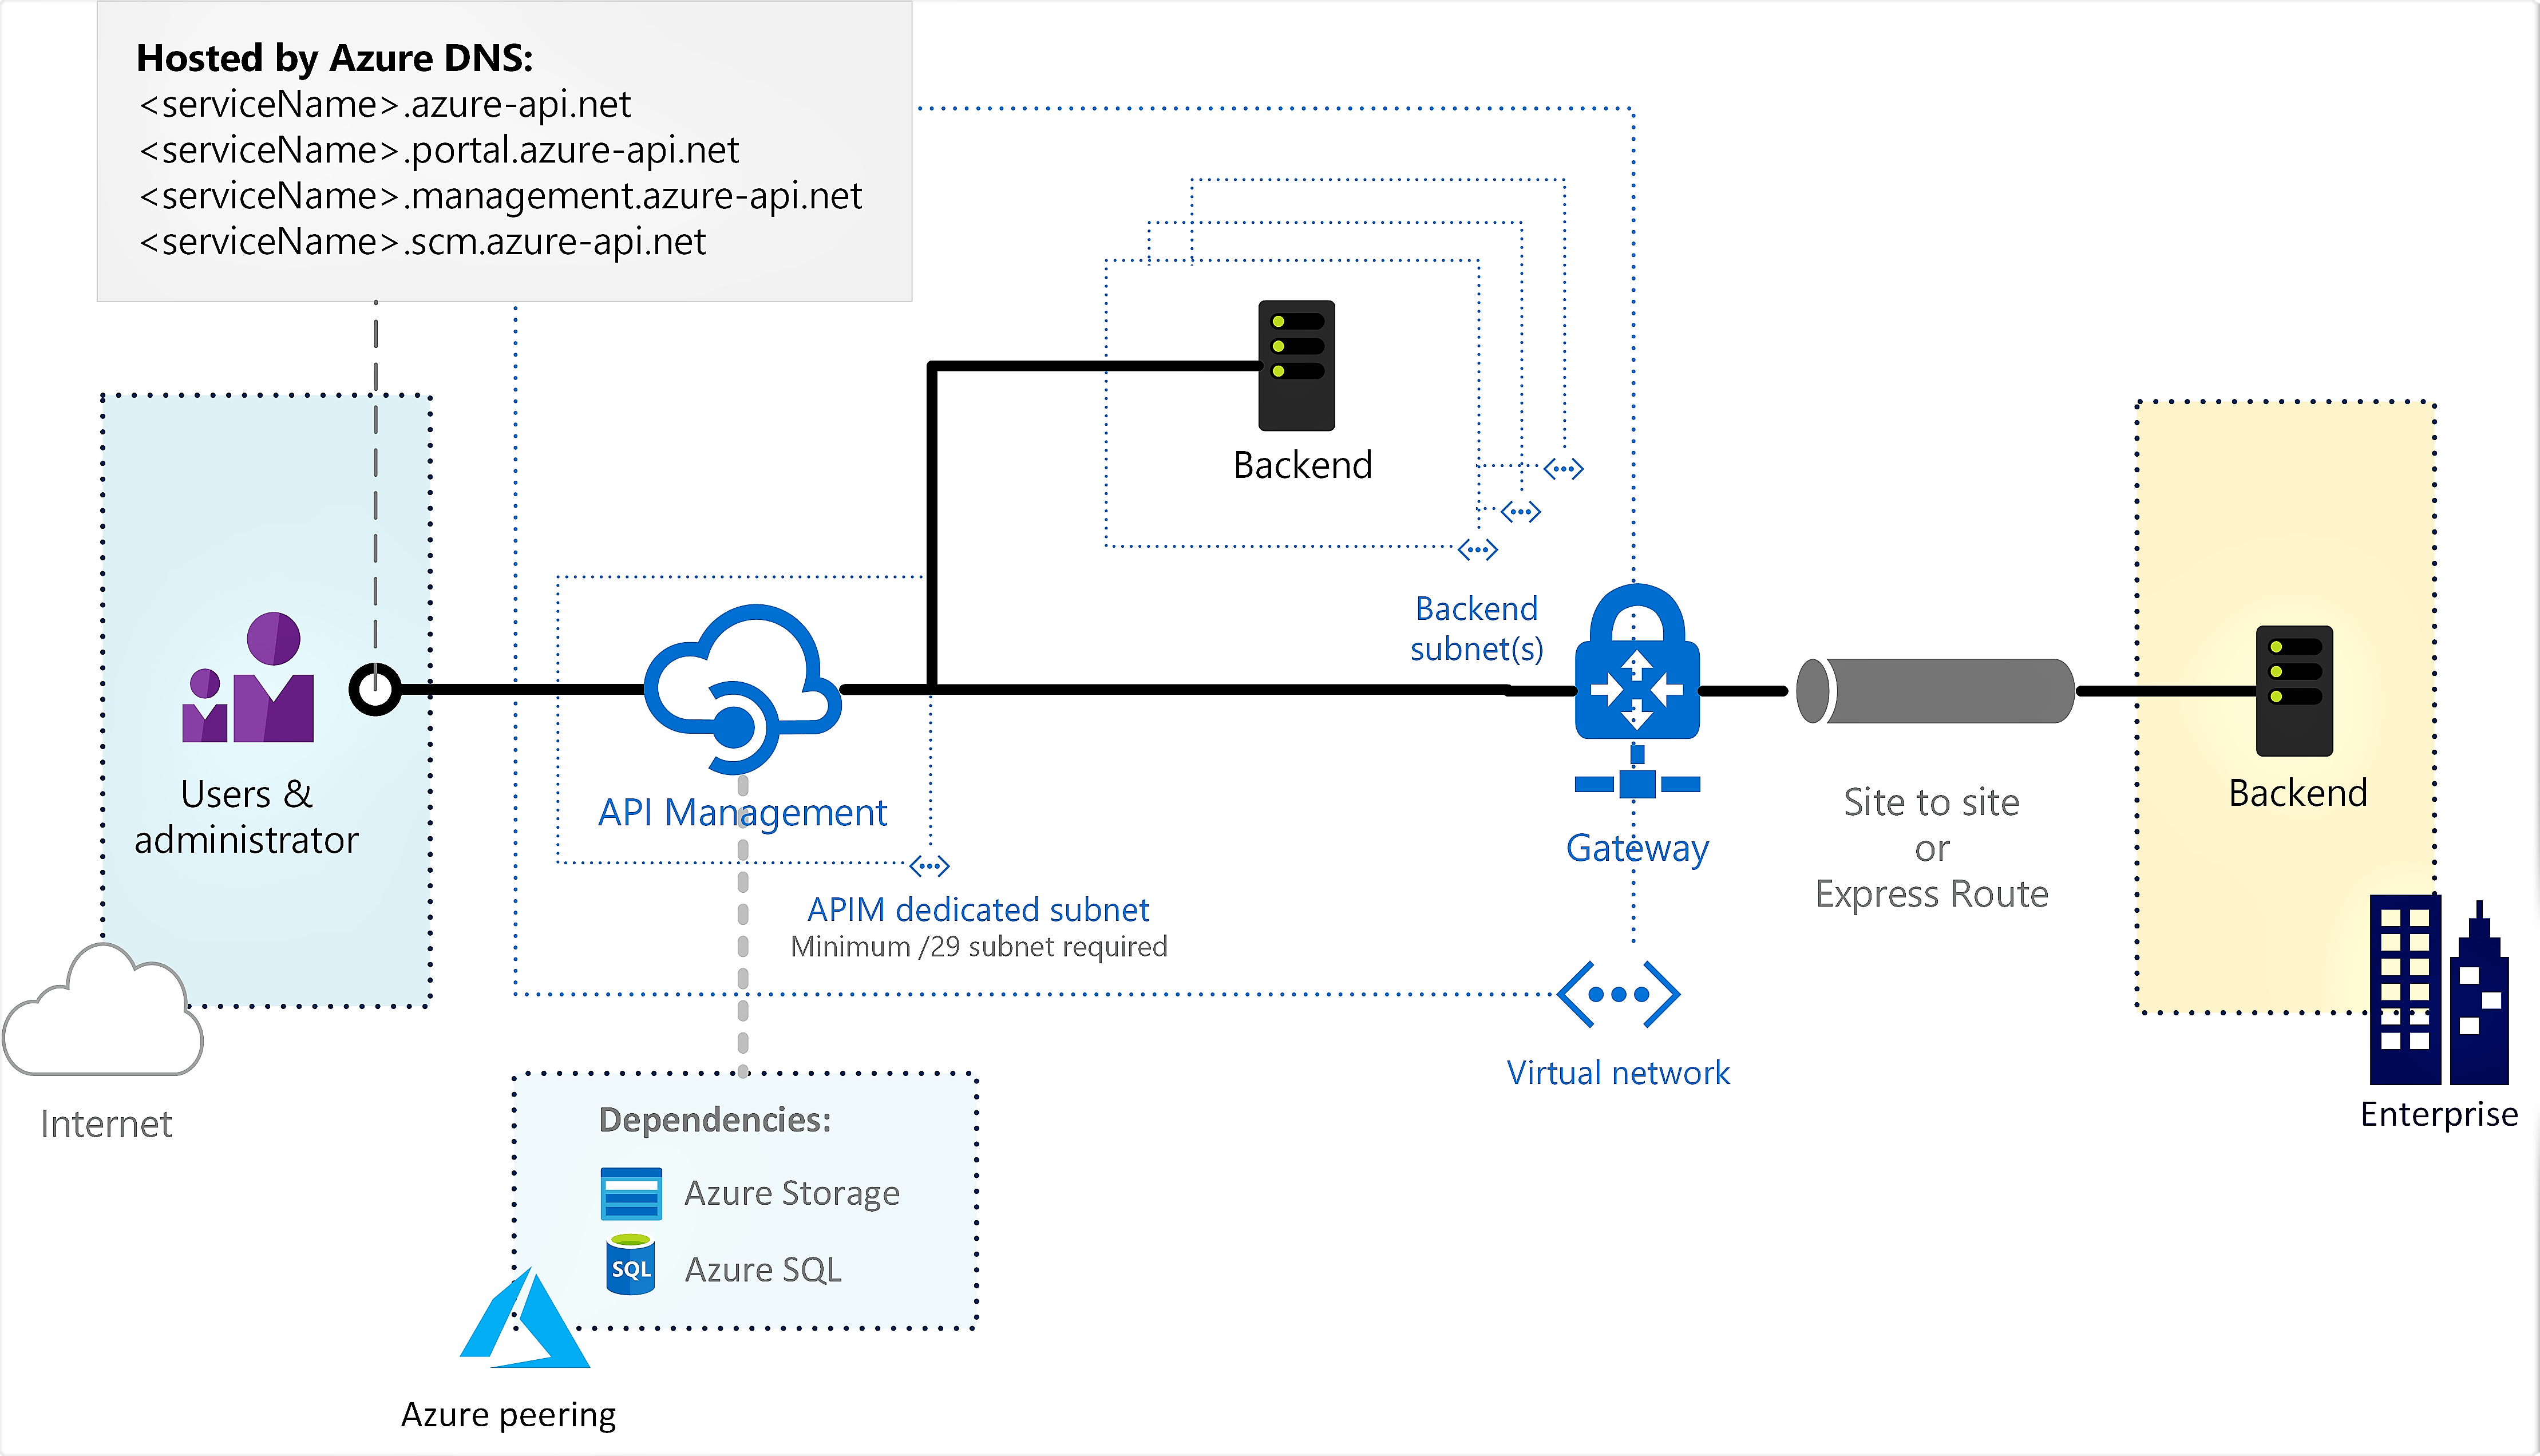 Hosted by Azure DNS:
<serviceName>.azure-api.net
<serviceName>.portal.azure-api.net
<serviceName>.management.azure-api.net
<serviceName>.scm.azure-api.net
Backend
Backend
subnet(s)
Users &
administrator
API Management
Gateway
Site to site
or
Express Route
Backend
APIM dedicated subnet
Minimum /29 subnet required
Virtual network
Internet
Enterprise
Dependencies:
Azure Storage
SQL
Azure SQL
Azure peering